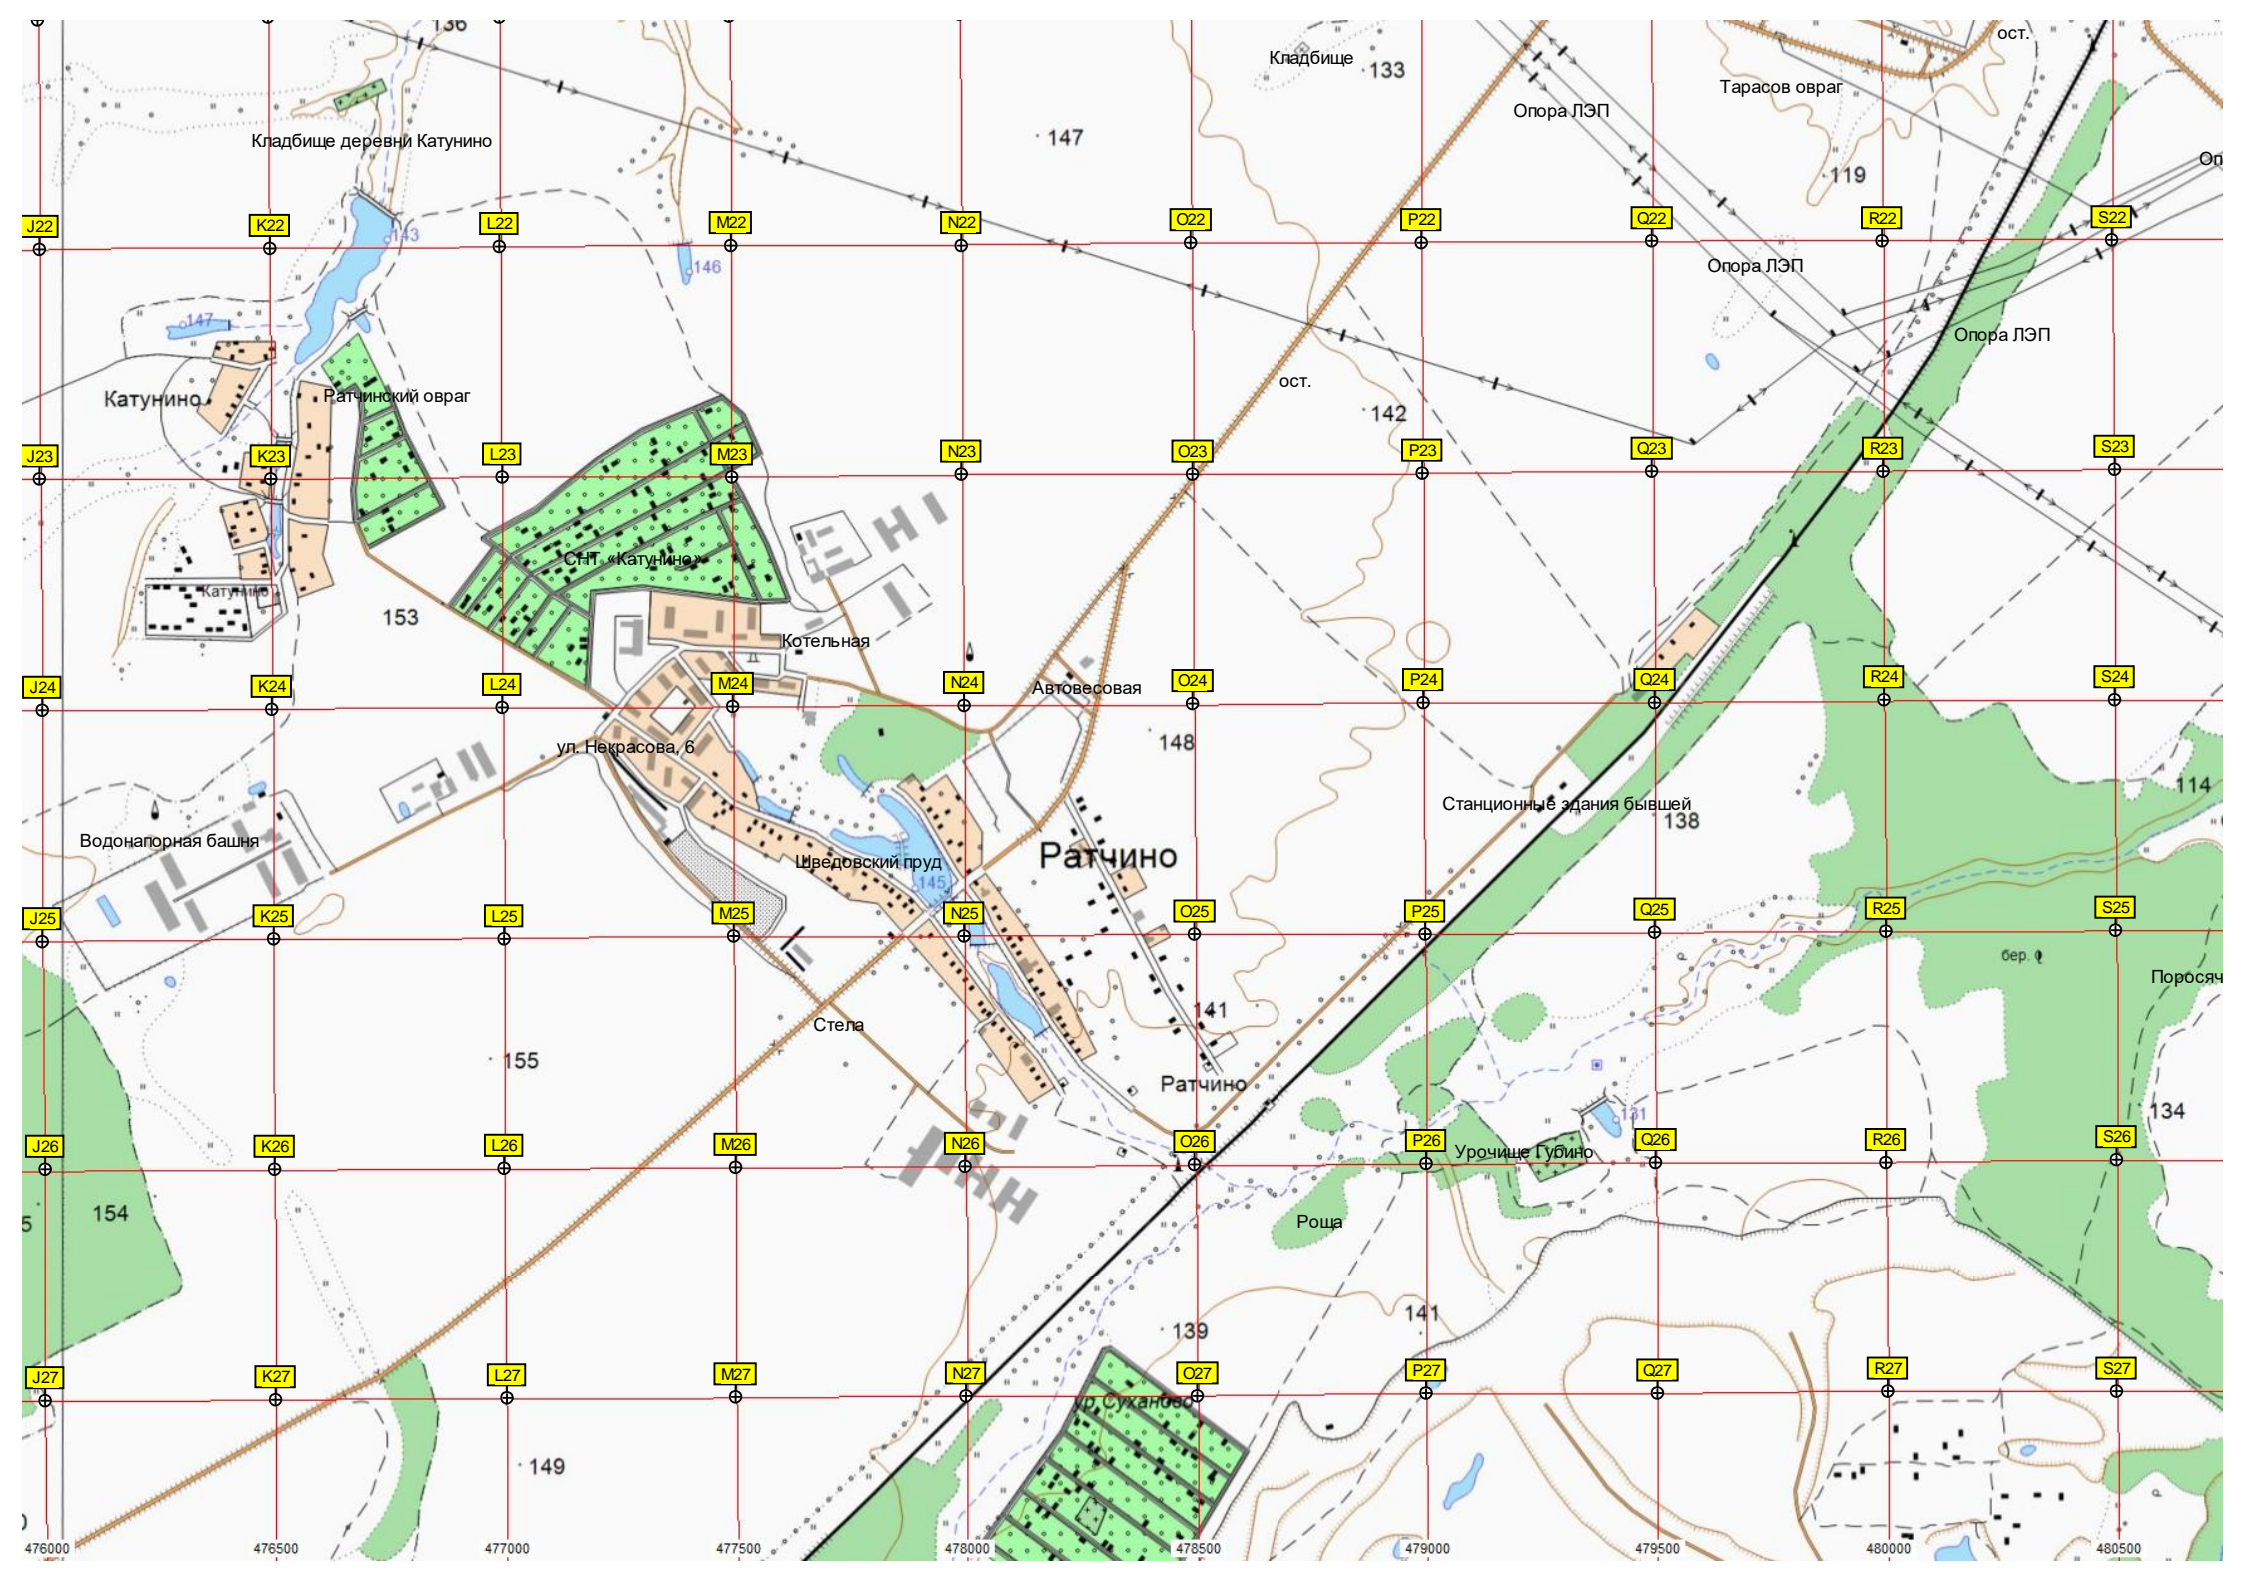 136
ост.
Кладбище
133
Тарасов овраг
Опора ЛЭП
147
Кладбище деревни Катунино
Оп
119
J22
K22
L22
M22
N22
O22
P22
Q22
R22
S22
143
146
Опора ЛЭП
147
Опора ЛЭП
ост.
Катунино
Ратчинский овраг
142
J23
K23
L23
M23
N23
O23
P23
Q23
R23
S23
СНТ «Катунино»
Катунино
153
Котельная
J24
K24
L24
M24
N24
O24
P24
Q24
R24
S24
Автовесовая
ул. Некрасова, 6
148
114
Станционные здания бывшей
138
Водонапорная башня
Ратчино
Шведовский пруд
145
J25
K25
L25
M25
N25
O25
P25
Q25
R25
S25
бер.
Поросяч
141
Стела
155
Ратчино
131
134
J26
K26
L26
M26
N26
O26
P26
Q26
R26
S26
Урочище Губино
154
5
Роща
141
139
J27
K27
L27
M27
N27
O27
P27
Q27
R27
S27
ур. Суханово
149
476000
476500
477000
477500
478000
478500
479000
479500
480000
480500